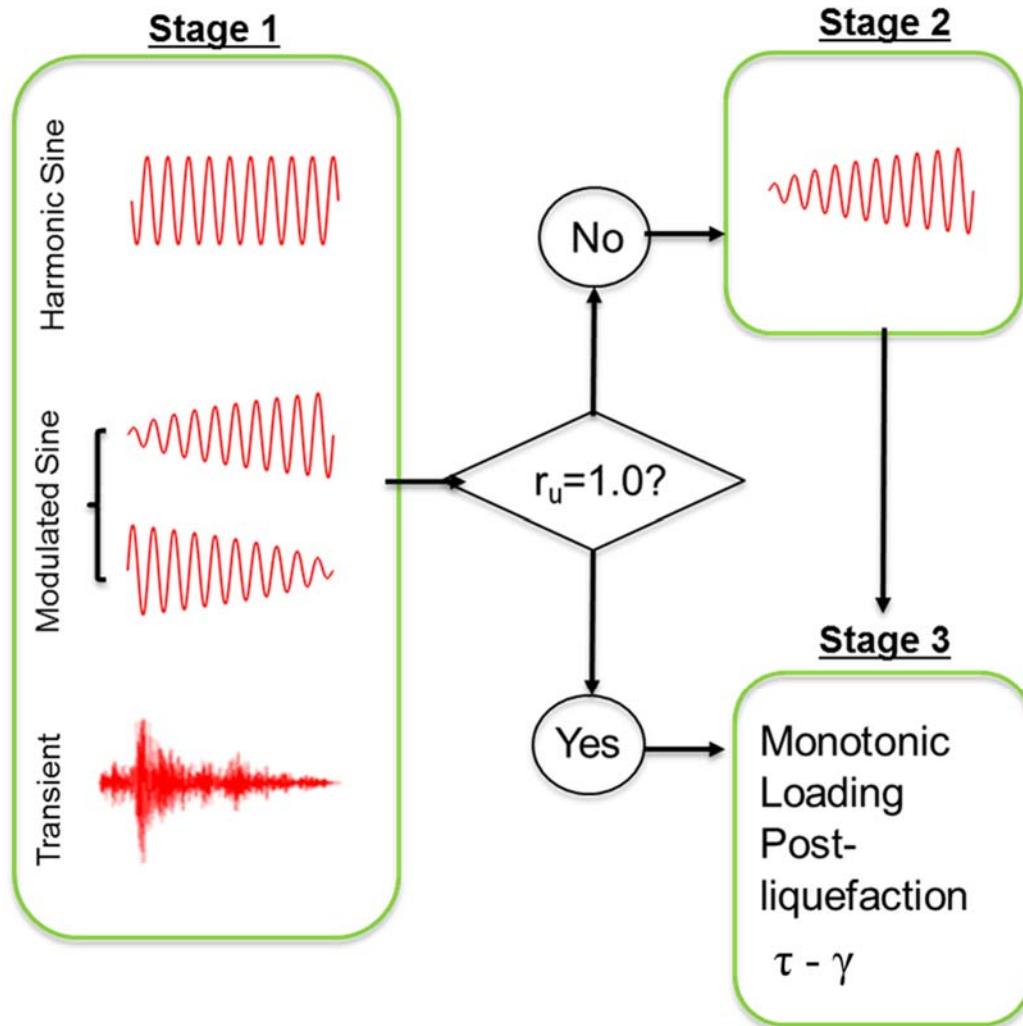 Stage 1
Harmonic Sine
Modulated Sine
Transient
r_u=1.0?
No
Yes
Stage 2
Stage 3
Monotonic
Loading
Post-
liquefaction
τ - γ